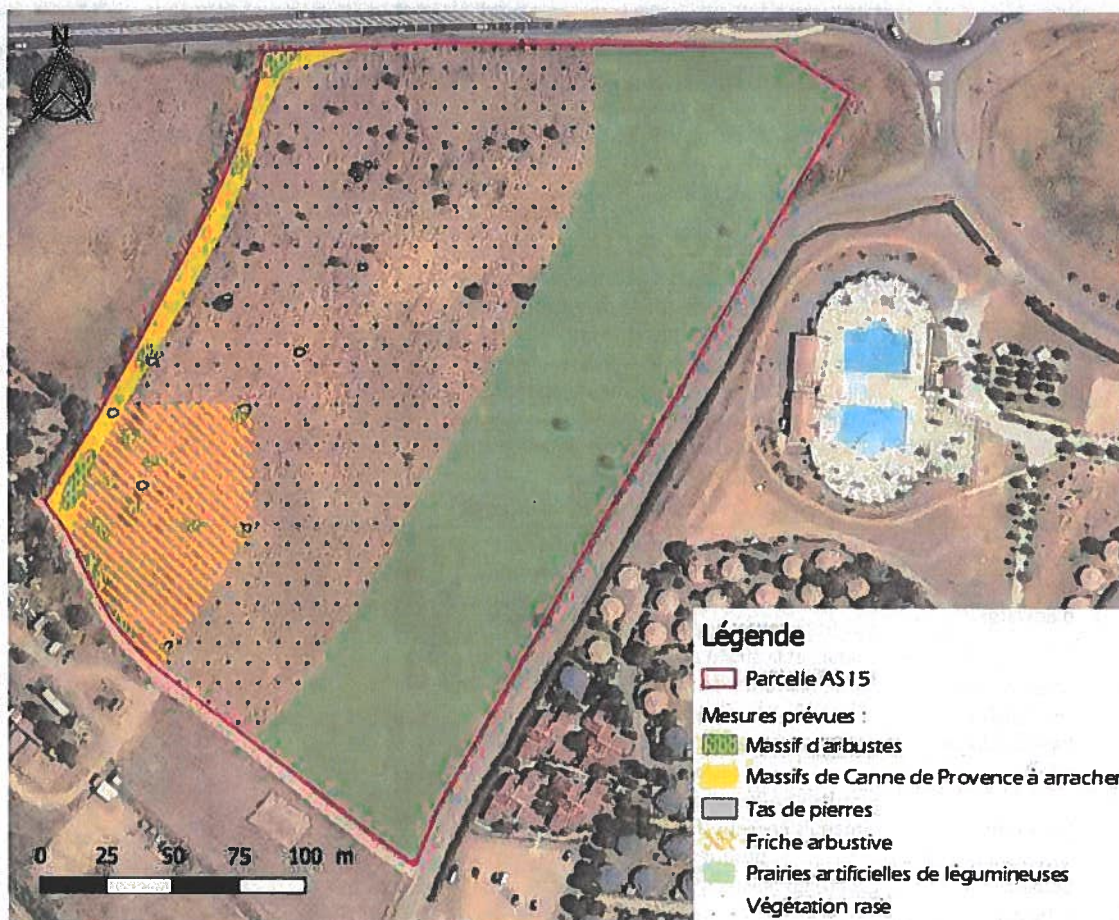 N
0 25 50 75 100 m
Légende
Parcelle AS15
Mesures prévues :
Massif d'arbustes
Massifs de Canne de Provence à arracher
Tas de pierres
Friche arbustive
Prairies artificielles de légumineuses
Végétation rase